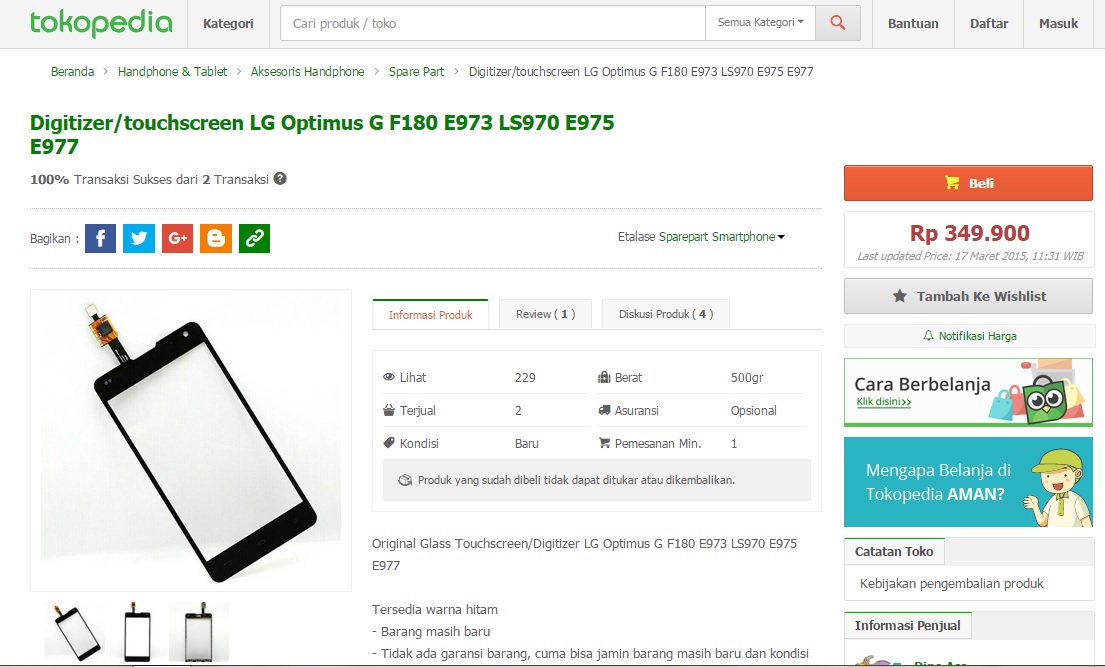 tokopedia
Kategori
Cari produk / toko
Semua Kategori
Bantuan
Daftar
Masuk
Beranda > Handphone & Tablet > Aksesoris Handphone > Spare Part > Digitizer/touchscreen LG Optimus G F180 E973 LS970 E975 E977
Digitizer/touchscreen LG Optimus G F180 E973 LS970 E975
E977
100% Transaksi Sukses dari 2 Transaksi ?
Bagikan :
Etalase Sparepart Smartphone
Beli
Rp 349.900
Last updated Price: 17 Maret 2015, 11:31 WIB
Tambah Ke Wishlist
Notifikasi Harga
Informasi Produk
Review ( 1 )
Diskusi Produk ( 4 )
Lihat 229 Berat 500gr
Terjual 2 Asuransi Opsional
Kondisi Baru Pemesanan Min. 1
Produk yang sudah dibeli tidak dapat ditukar atau dikembalikan.
Original Glass Touchscreen/Digitizer LG Optimus G F180 E973 LS970 E975
E977
Tersedia warna hitam
- Barang masih baru
- Tidak ada garansi barang, cuma bisa jamin barang masih baru dan kondisi
Cara Berbelanja
Klik disini>>
Mengapa Belanja di
Tokopedia AMAN?
Catatan Toko
Kebijakan pengembalian produk
Informasi Penjual